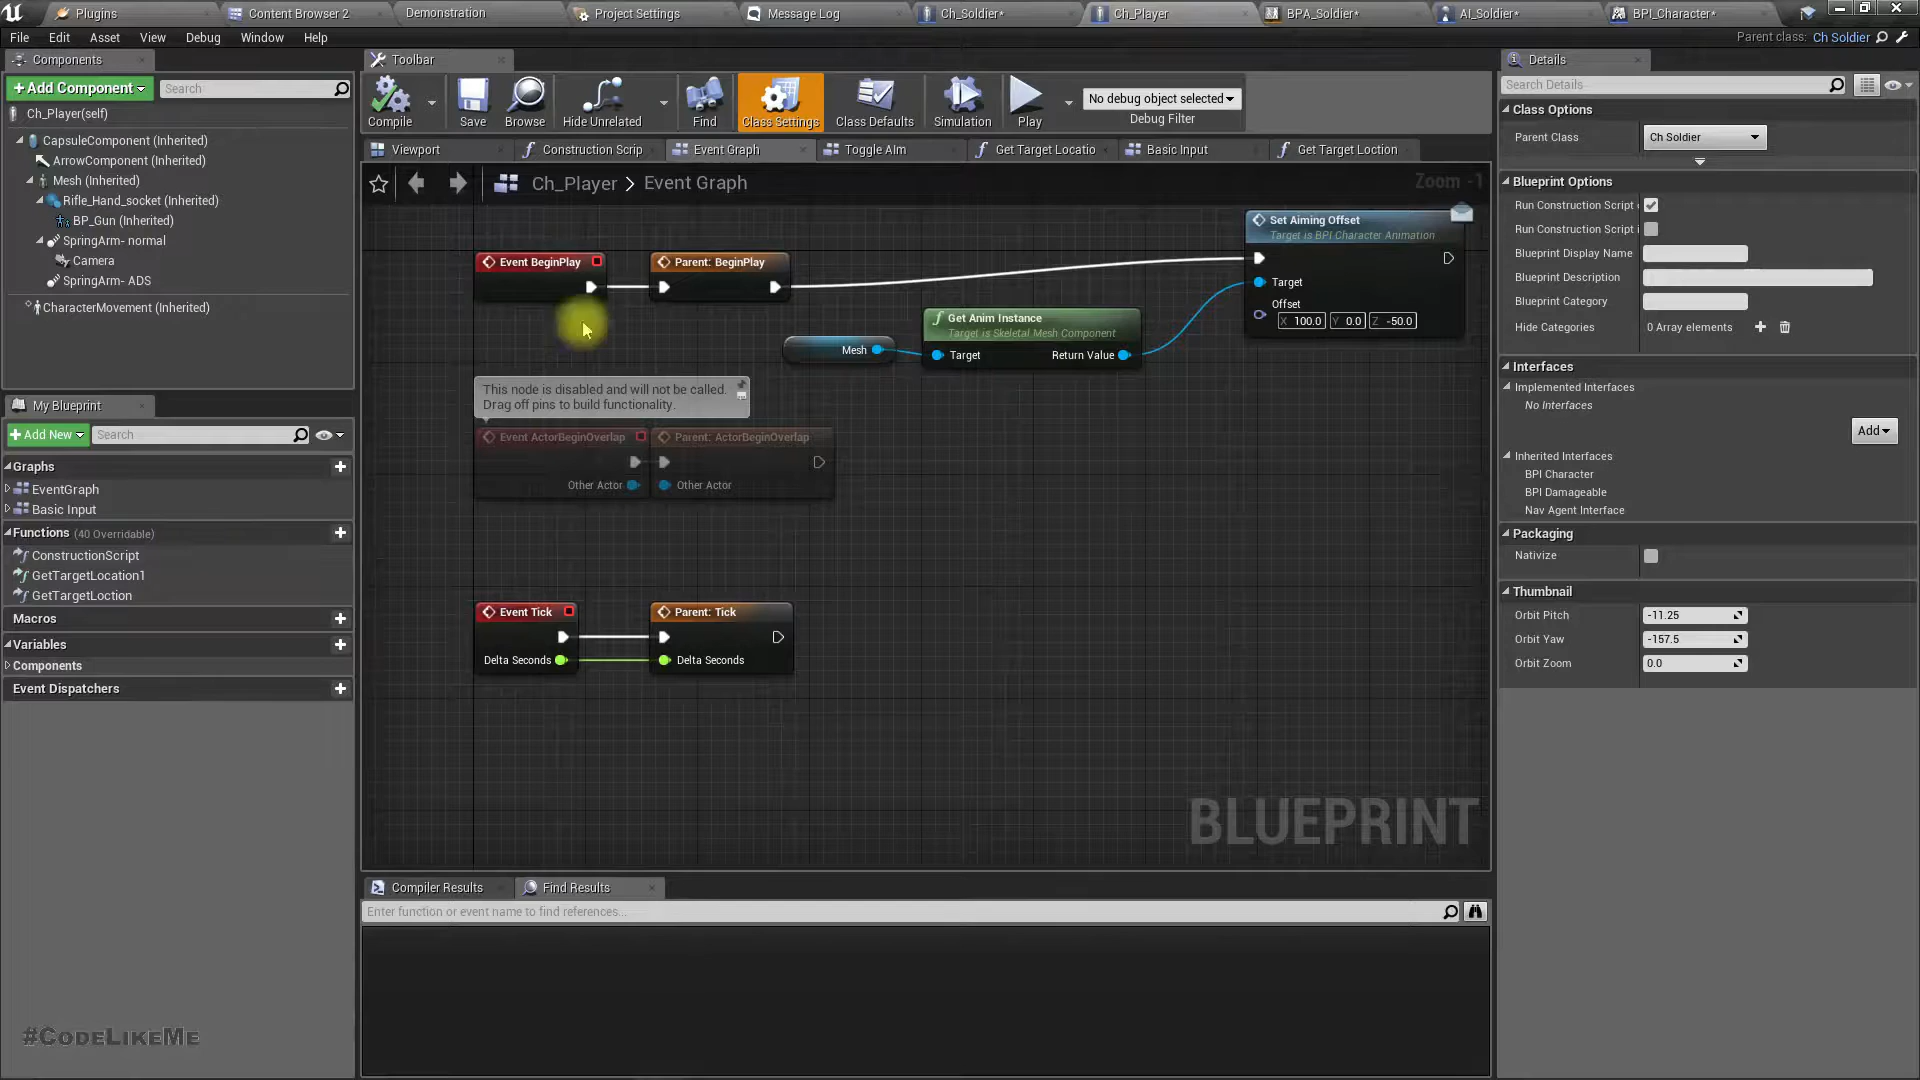 Plugins
Content Browser 2
Demonstration
Project Settings
Message Log
Ch_Soldier*
Ch_Player
BPA_Soldier*
AI_Soldier*
BPI_Character*
File Edit Asset View Debug Window Help
Parent class: Ch Soldier
Components
+Add Component
Search
Ch_Player(self)
CapsuleComponent (Inherited)
ArrowComponent (Inherited)
Mesh (Inherited)
Rifle_Hand_socket (Inherited)
BP_Gun (Inherited)
SpringArm- normal
Camera
SpringArm- ADS
CharacterMovement (Inherited)
My Blueprint
+Add New
Search
Graphs
EventGraph
Basic Input
Functions (40 Overridable)
ConstructionScript
GetTargetLocation1
GetTargetLoction
Macros
Variables
Components
Event Dispatchers
#CodeLikeMe
Toolbar
Compile
Save
Browse
Hide Unrelated
Find
Class Settings
Class Defaults
Simulation
Play
No debug object selected
Debug Filter
Viewport
Construction Scrip
Event Graph
Toggle AIm
Get Target Locatio
Basic Input
Get Target Loction
Ch_Player > Event Graph
Zoom -1
Event BeginPlay
Parent: BeginPlay
Set Aiming Offset
Target is BPI Character Animation
Target
Offset
X 100.0 Y 0.0 Z -50.0
Get Anim Instance
Target is Skeletal Mesh Component
Target Return Value
Mesh
This node is disabled and will not be called.
Drag off pins to build functionality.
Event ActorBeginOverlap
Other Actor
Parent: ActorBeginOverlap
Other Actor
Event Tick
Delta Seconds
Parent: Tick
Delta Seconds
BLUEPRINT
Compiler Results
Find Results
Enter function or event name to find references...
Details
Search Details
Class Options
Parent Class Ch Soldier
Blueprint Options
Run Construction Script
Run Construction Script
Blueprint Display Name
Blueprint Description
Blueprint Category
Hide Categories 0 Array elements
Interfaces
Implemented Interfaces
No Interfaces
Add
Inherited Interfaces
BPI Character
BPI Damageable
Nav Agent Interface
Packaging
Nativize
Thumbnail
Orbit Pitch -11.25
Orbit Yaw -157.5
Orbit Zoom 0.0